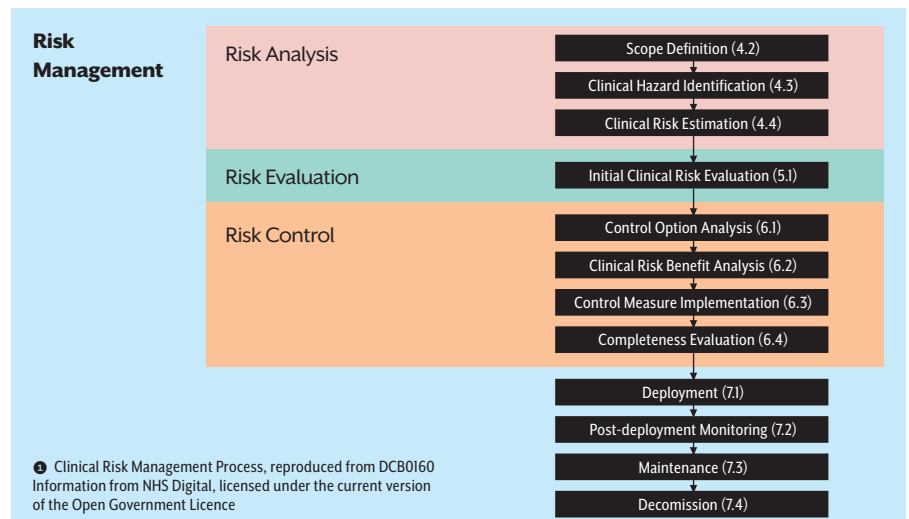 Risk
Management
Risk Analysis
Scope Definition (4.2)
Clinical Hazard Identification (4.3)
Clinical Risk Estimation (4.4)
Risk Evaluation
Initial Clinical Risk Evaluation (5.1)
Risk Control
Control Option Analysis (6.1)
Clinical Risk Benefit Analysis (6.2)
Control Measure Implementation (6.3)
Completeness Evaluation (6.4)
Deployment (7.1)
Post-deployment Monitoring (7.2)
Maintenance (7.3)
Decomission (7.4)
❶ Clinical Risk Management Process, reproduced from DCB0160
Information from NHS Digital, licensed under the current version
of the Open Government Licence